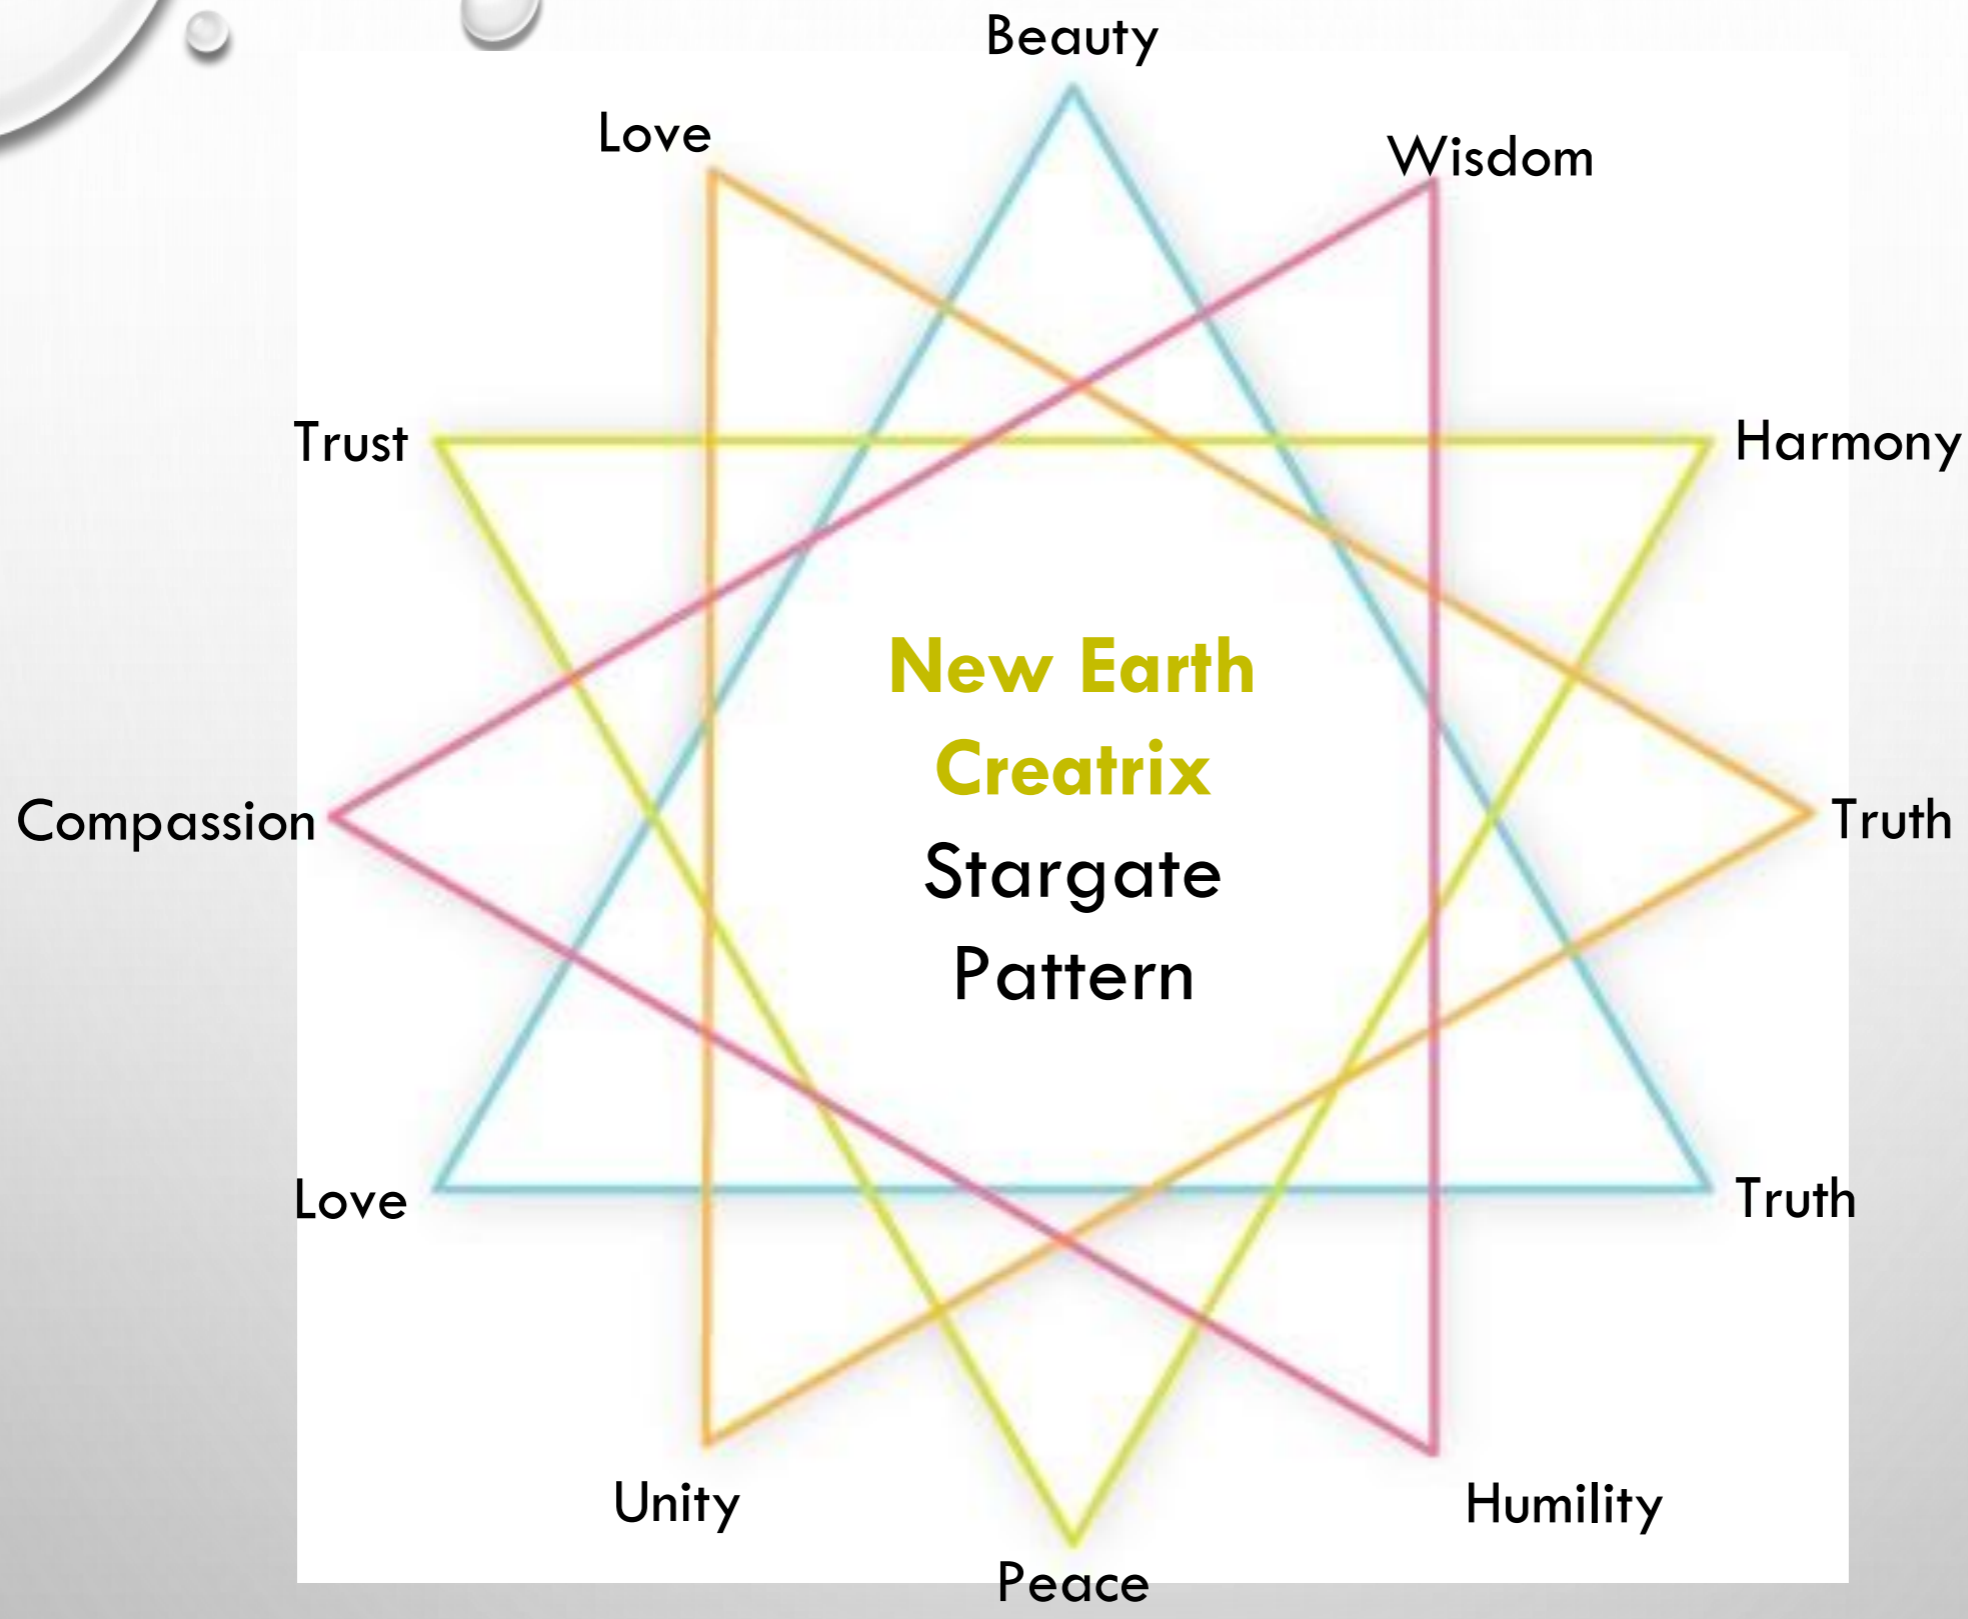 Beauty
Love
Wisdom
Trust
Harmony
New Earth
Creatrix
Stargate
Pattern
Compassion
Truth
Love
Truth
Unity
Humility
Peace